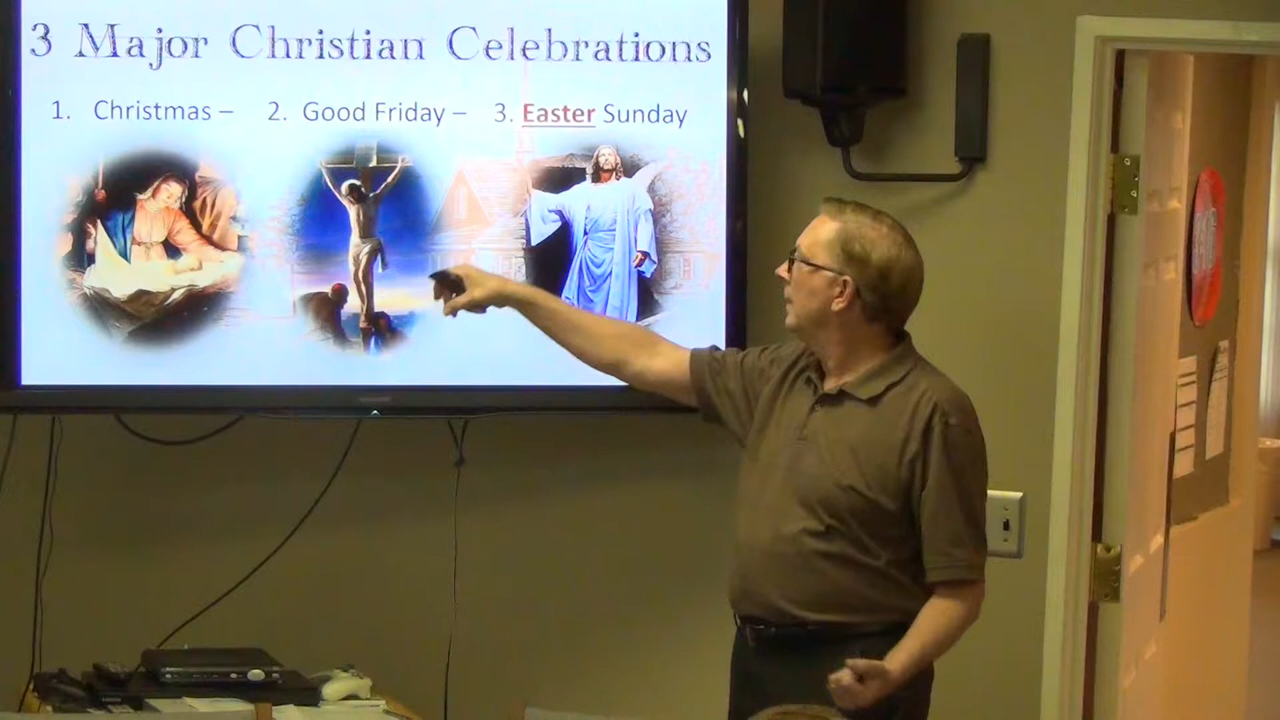 3 Major Christian Celebrations
1. Christmas – 2. Good Friday – 3. Easter Sunday